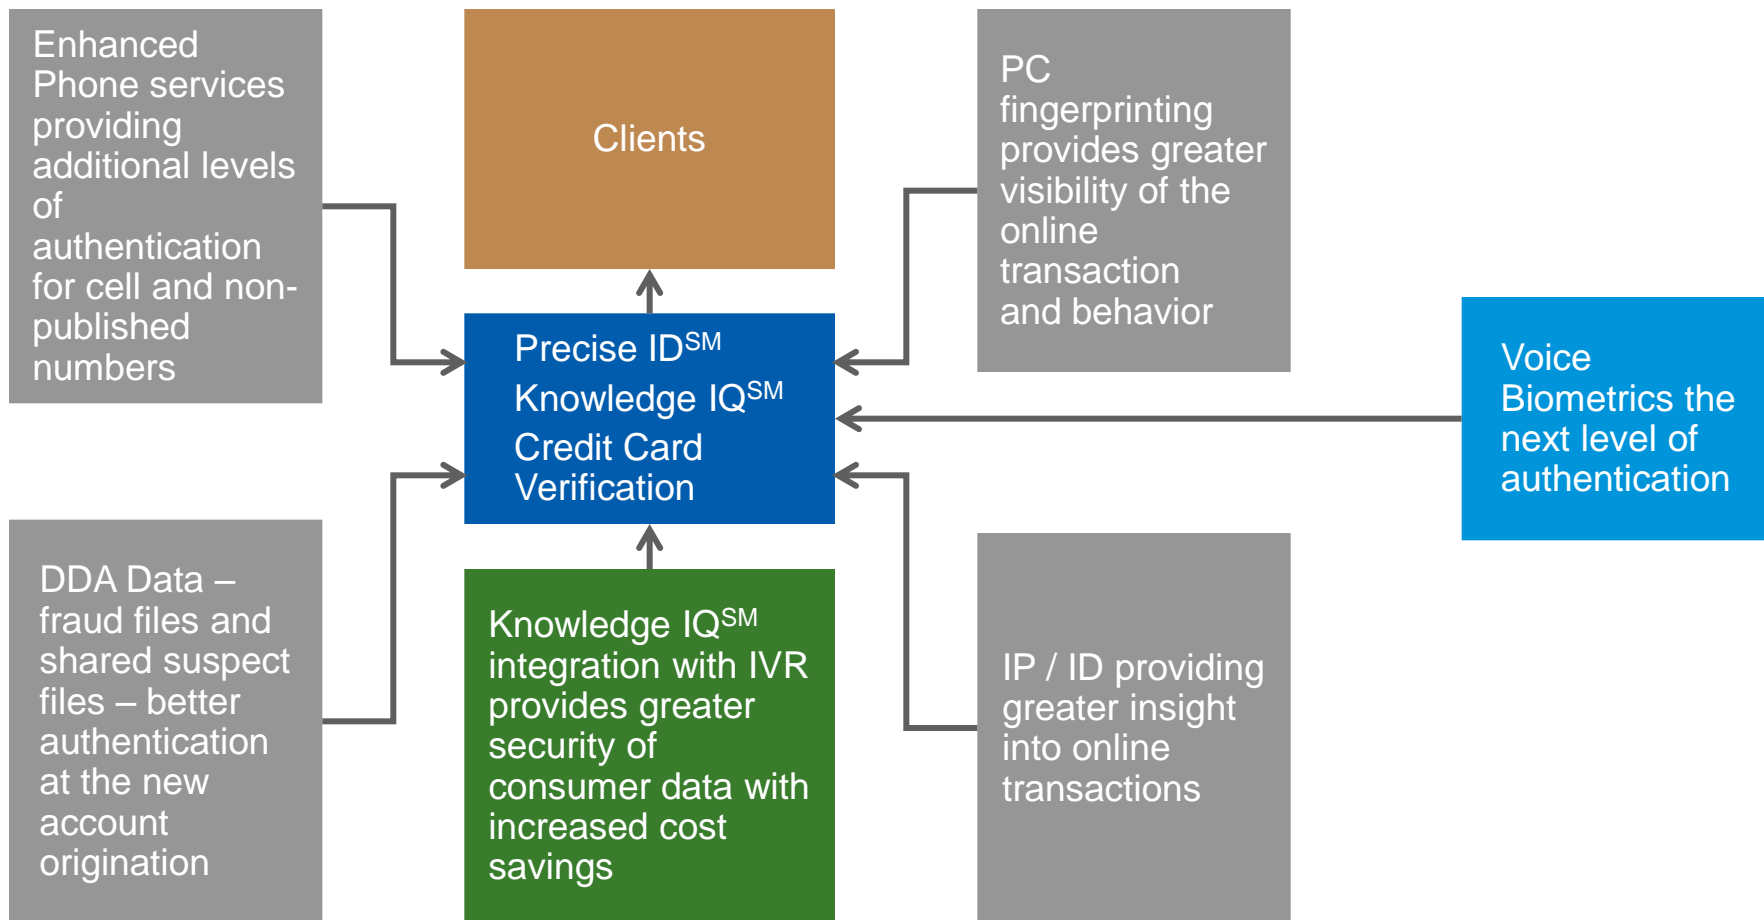 Enhanced
Phone services
providing
additional levels
of
authentication
for cell and non-
published
numbers
Clients
PC
fingerprinting
provides greater
visibility of the
online
transaction
and behavior
Precise IDSM
Knowledge IQSM
Credit Card
Verification
Voice
Biometrics the
next level of
authentication
DDA Data –
fraud files and
shared suspect
files – better
authentication
at the new
account
origination
Knowledge IQSM
integration with IVR
provides greater
security of
consumer data with
increased cost
savings
IP / ID providing
greater insight
into online
transactions